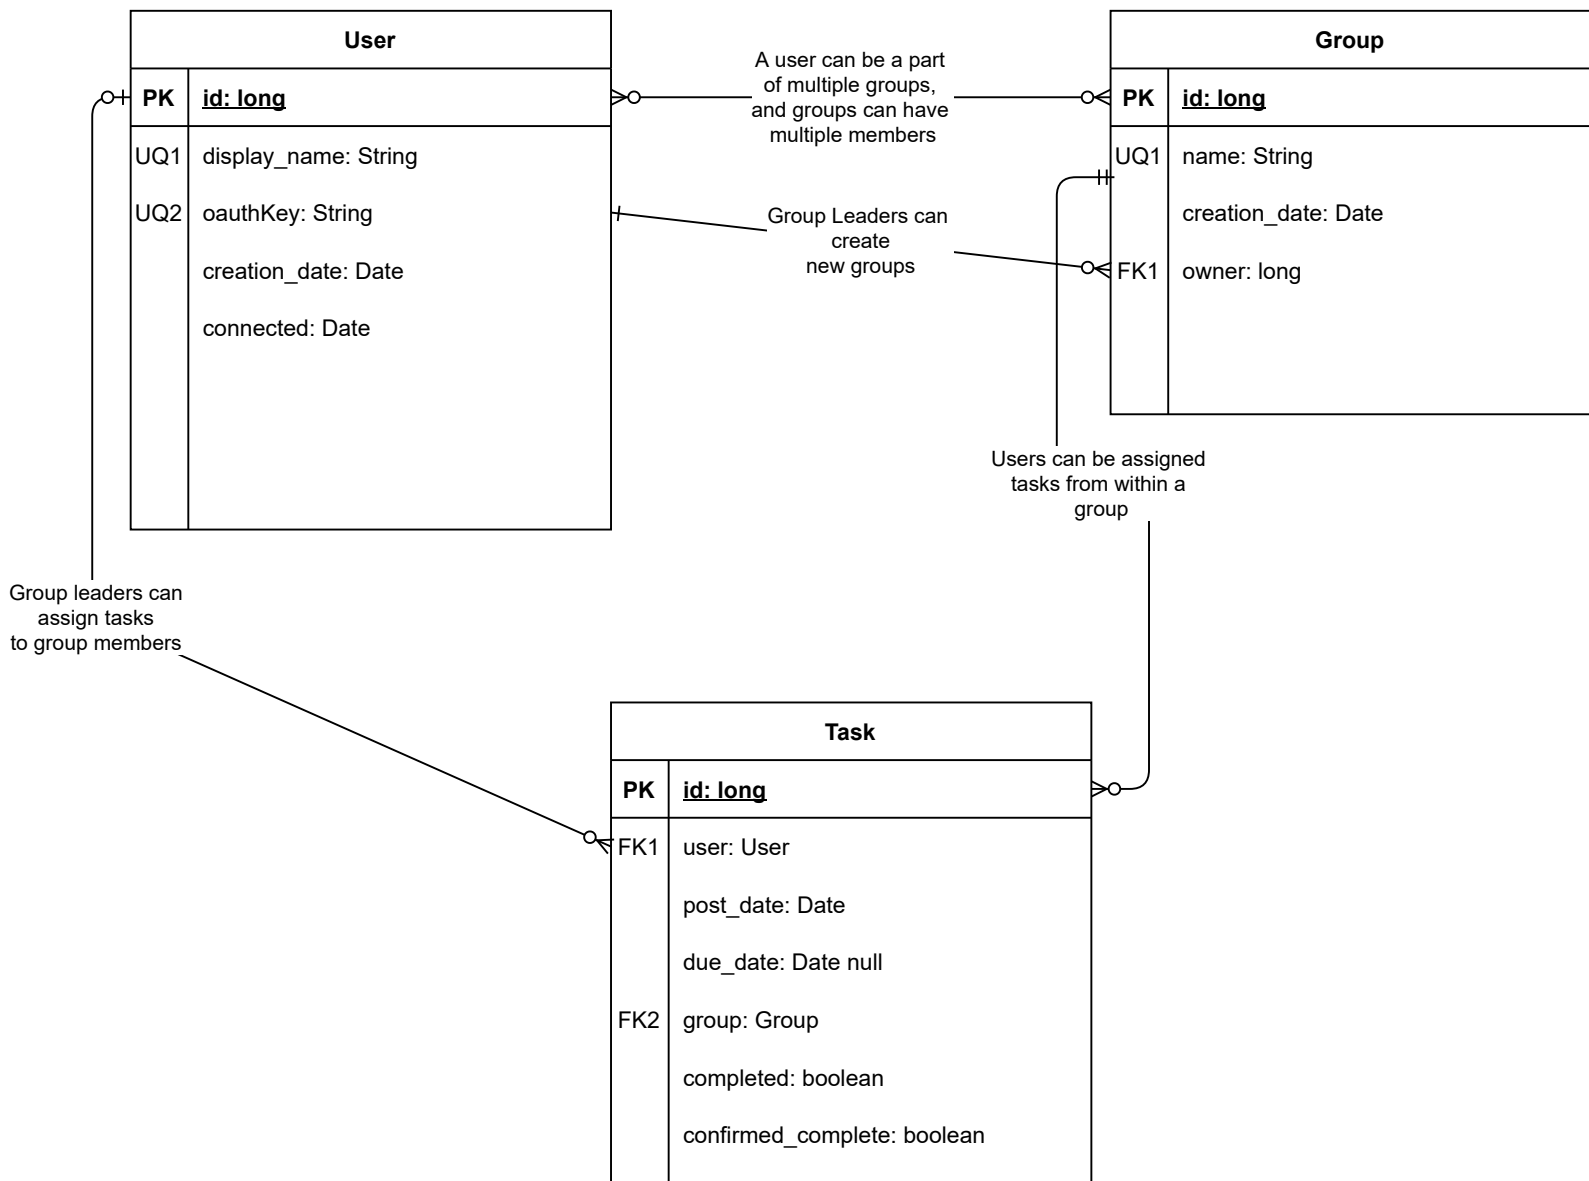 User
PK id: long
UQ1 display_name: String
UQ2 oauthKey: String
creation_date: Date
connected: Date
A user can be a part
of multiple groups,
and groups can have
multiple members
Group Leaders can
create
new groups
Group
PK id: long
UQ1 name: String
creation_date: Date
FK1 owner: long
Users can be assigned
tasks from within a
group
Group leaders can
assign tasks
to group members
Task
PK id: long
FK1 user: User
post_date: Date
due_date: Date null
FK2 group: Group
completed: boolean
confirmed_complete: boolean